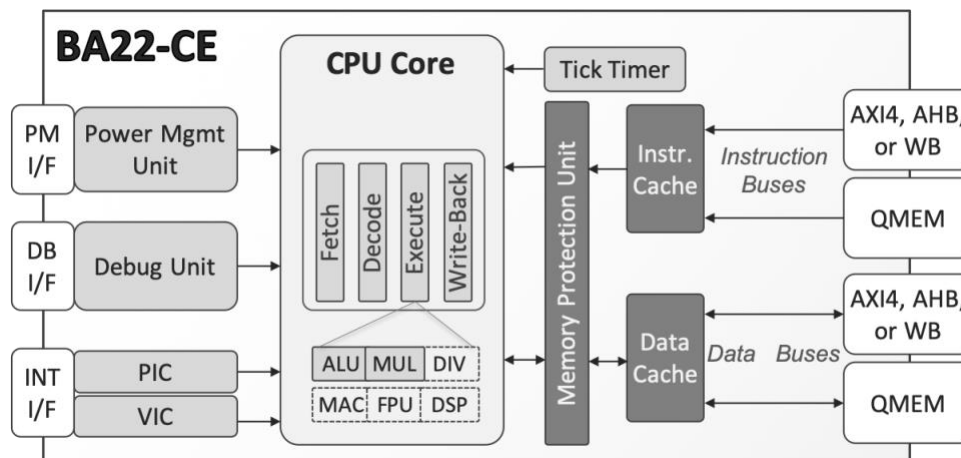 BA22-CE
CPU Core
Tick Timer
PM
I/F
Power Mgmt
Unit
DB
I/F
Debug Unit
INT
I/F
PIC
VIC
Fetch
Decode
Execute
Write-Back
ALU
MUL
DIV
MAC
FPU
DSP
Memory Protection Unit
Instr.
Cache
Data
Cache
Instruction
Buses
Data Buses
AXI4, AHB,
or WB
QMEM
AXI4, AHB,
or WB
QMEM